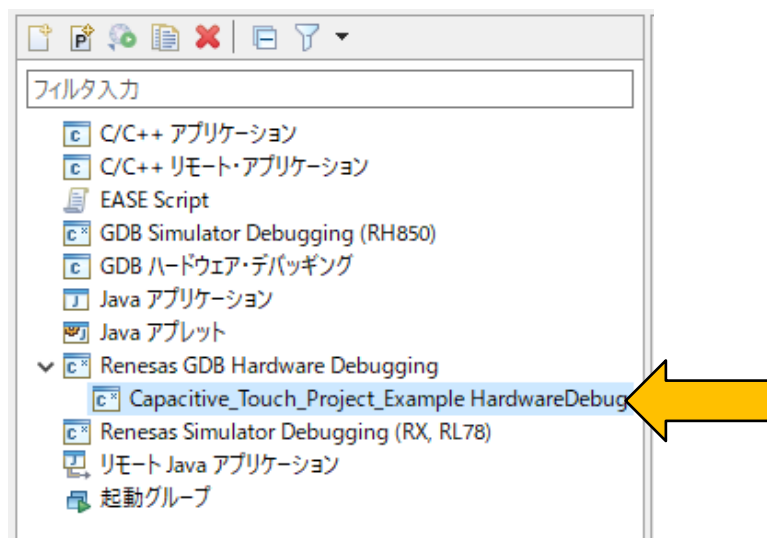 フィルタ入力
C/C++ アプリケーション
C/C++ リモート・アプリケーション
EASE Script
GDB Simulator Debugging (RH850)
GDB ハードウェア・デバッギング
Java アプリケーション
Java アプレット
Renesas GDB Hardware Debugging
Capacitive_Touch_Project_Example HardwareDebug
Renesas Simulator Debugging (RX, RL78)
リモート Java アプリケーション
起動グループ